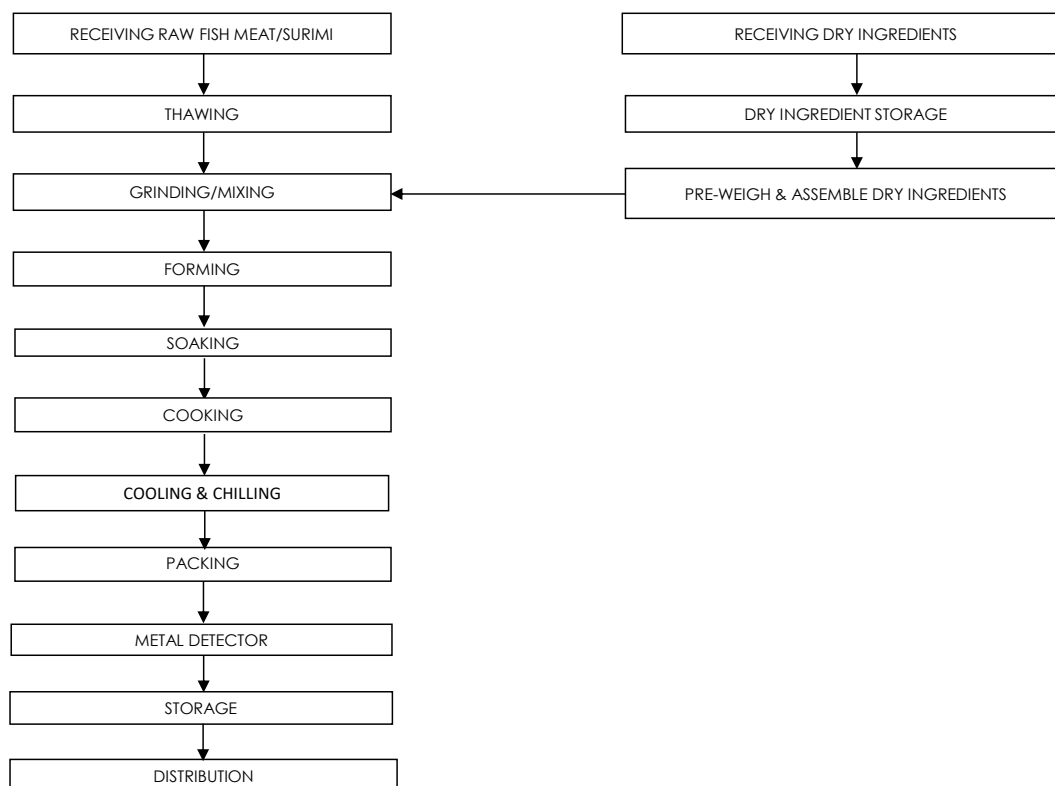 RECEIVING RAW FISH MEAT/SURIMI
RECEIVING DRY INGREDIENTS
THAWING
DRY INGREDIENT STORAGE
GRINDING/MIXING
PRE-WEIGH & ASSEMBLE DRY INGREDIENTS
FORMING
SOAKING
COOKING
COOLING & CHILLING
PACKING
METAL DETECTOR
STORAGE
DISTRIBUTION